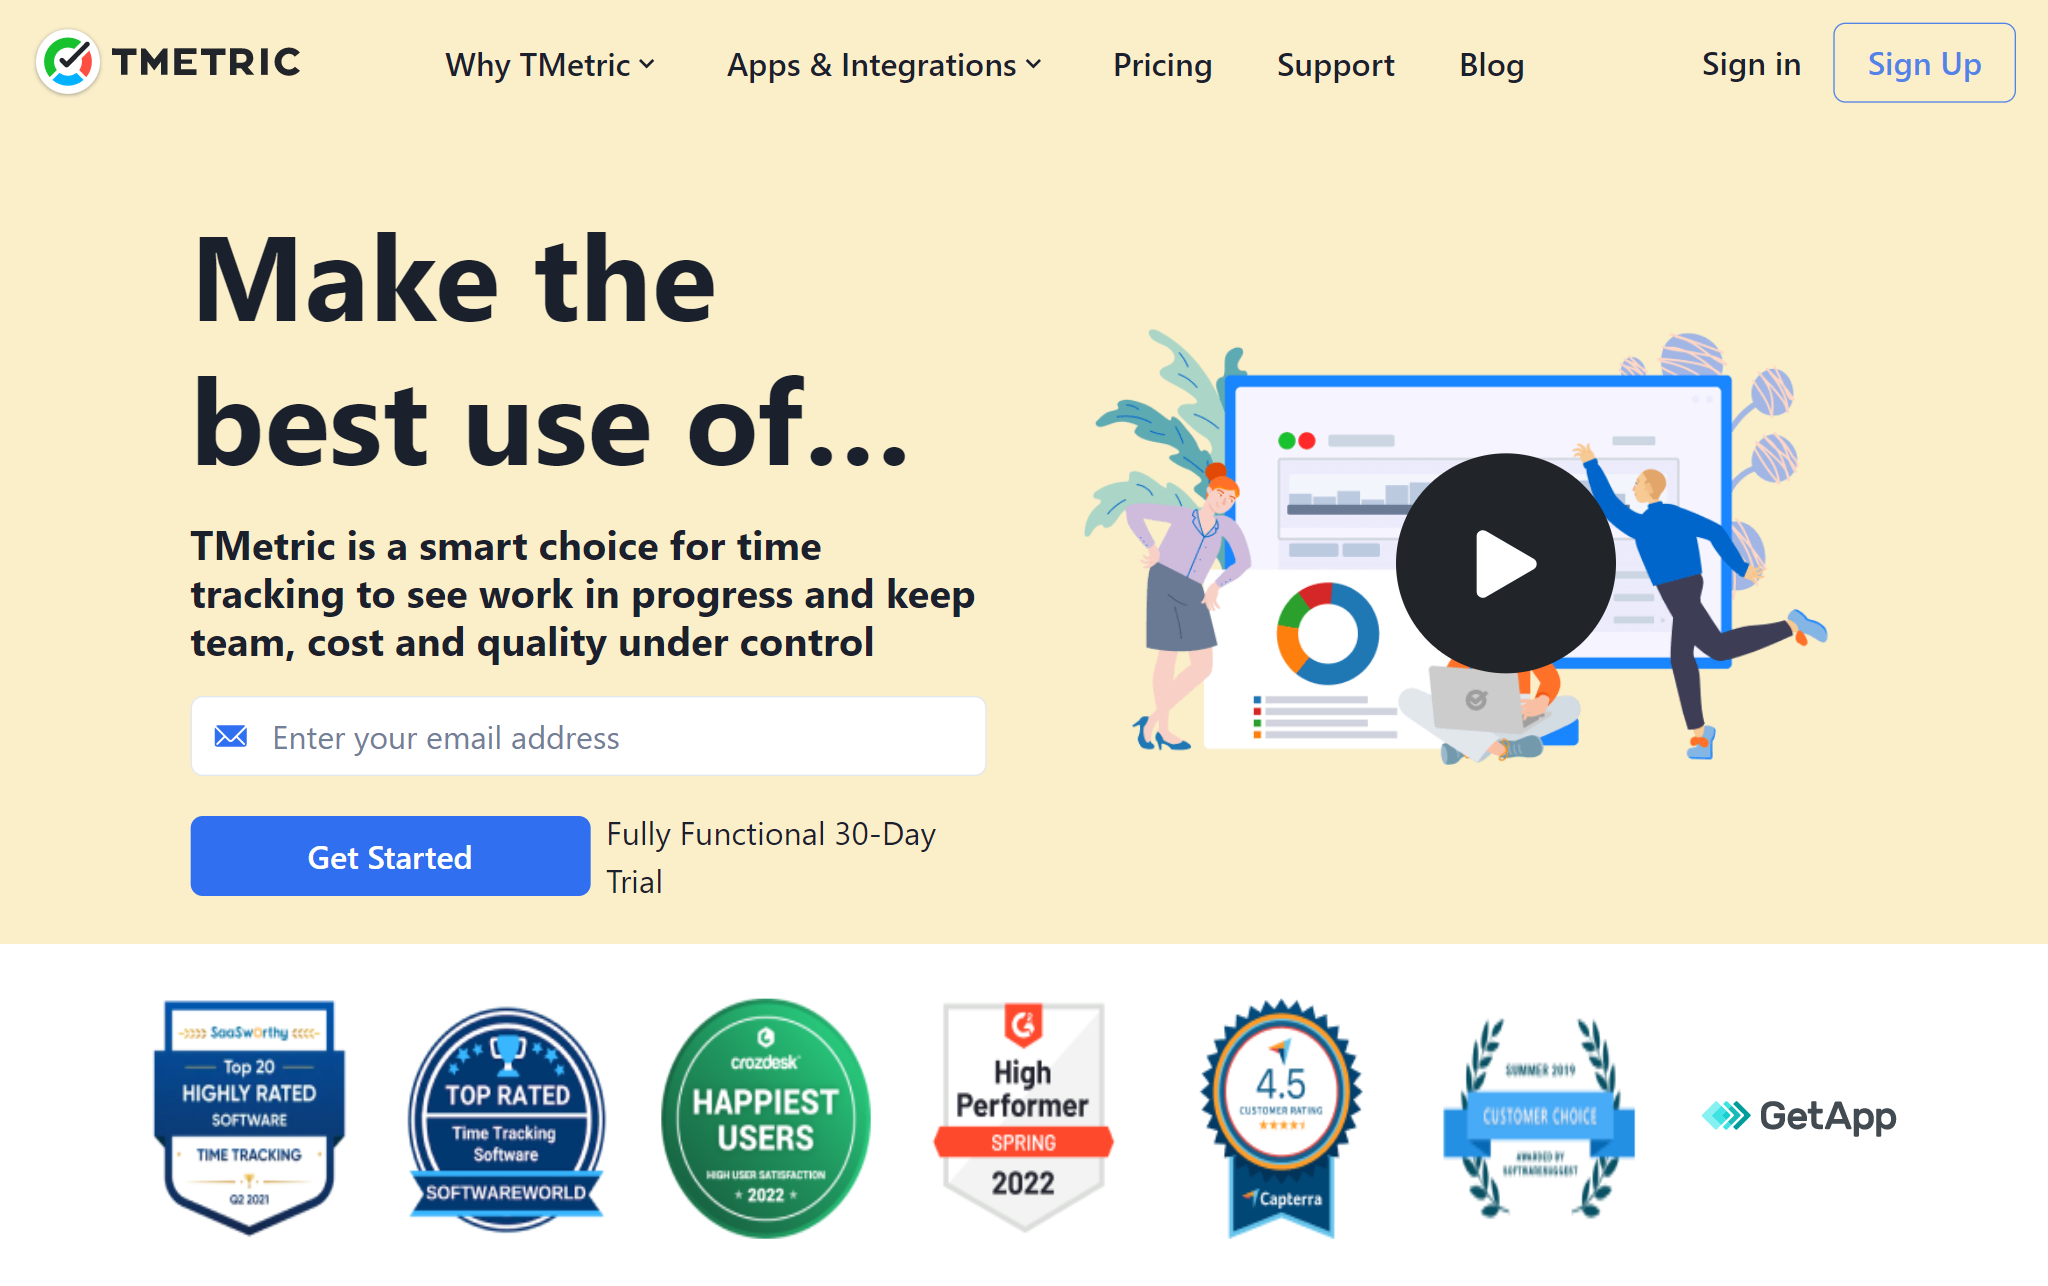 TMETRIC
Why TMetric
Apps & Integrations
Pricing
Support
Blog
Sign in
Sign Up
Make the
best use of...
TMetric is a smart choice for time
tracking to see work in progress and keep
team, cost and quality under control
Enter your email address
Get Started
Fully Functional 30-Day
Trial
SaaSworthy
Top 20
HIGHLY RATED
SOFTWARE
TIME TRACKING
Q2 2021
TOP RATED
Time Tracking
Software
SOFTWAREWORLD
crozdesk
HAPPIEST
USERS
HIGH USER SATISFACTION
2022
High
Performer
SPRING
2022
4.5
CUSTOMER RATING
Capterra
SUMMER 2019
CUSTOMER CHOICE
AWARDED BY
SOFTWARESUGGEST
GetApp